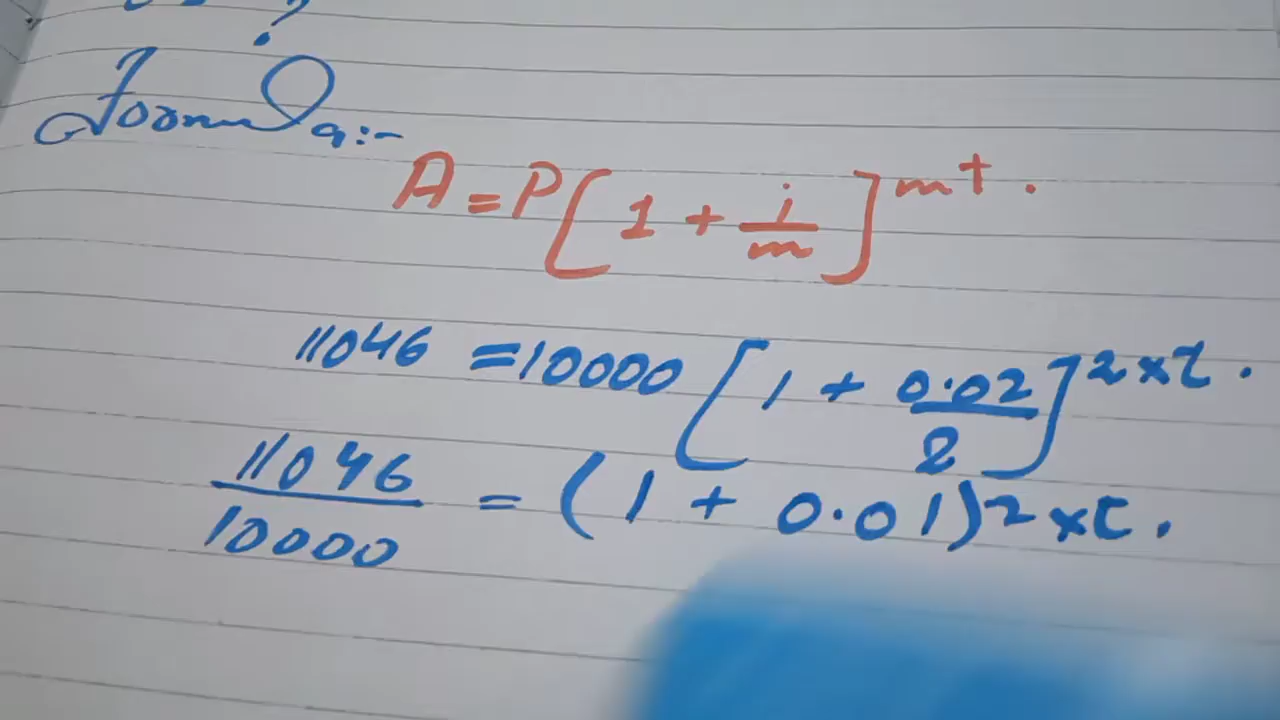 ?
Formula:-
A = P[1 + i/m]^mt.
11046 = 10000 [1 + 0.02/2]^2×t.
11046/10000 = (1 + 0.01)^2×t.